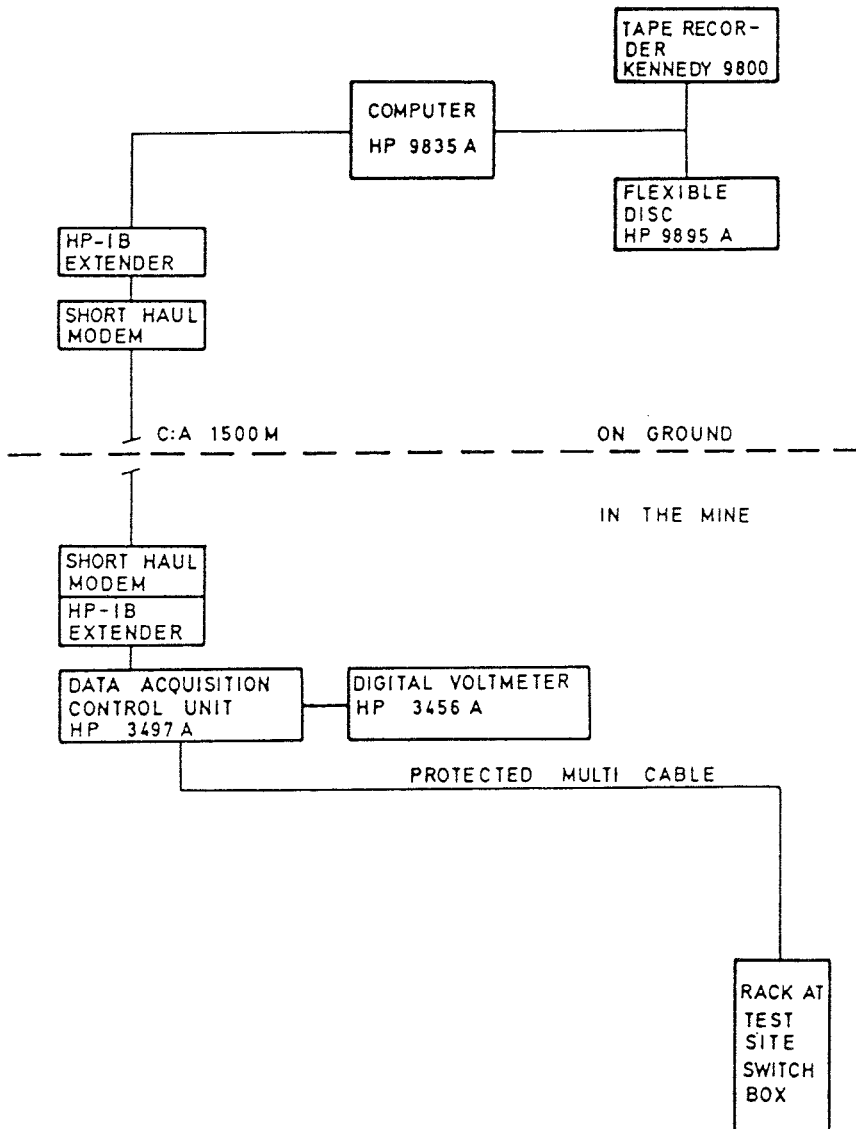 TAPE RECOR-
DER
KENNEDY 9800
COMPUTER
HP 9835 A
FLEXIBLE
DISC
HP 9895 A
HP-IB
EXTENDER
SHORT HAUL
MODEM
C:A 1500 M
ON GROUND
IN THE MINE
SHORT HAUL
MODEM
HP-IB
EXTENDER
DATA ACQUISITION
CONTROL UNIT
HP 3497 A
DIGITAL VOLTMETER
HP 3456 A
PROTECTED MULTI CABLE
RACK AT
TEST
SITE
SWITCH
BOX